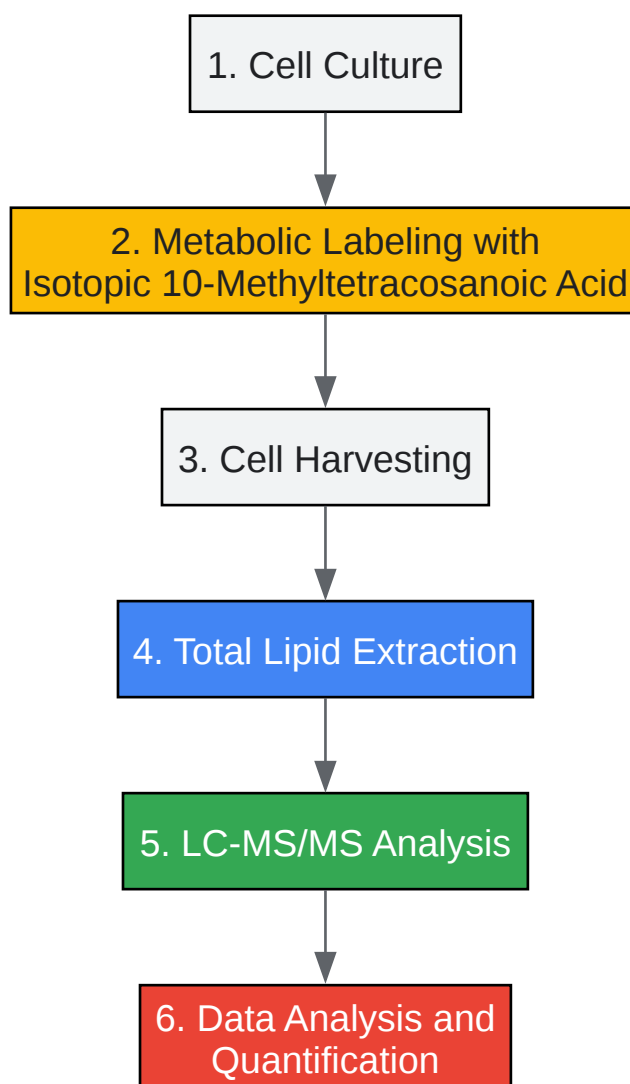 1. Cell Culture
2. Metabolic Labeling with
Isotopic 10-Methyltetracosanoic Acid
3. Cell Harvesting
4. Total Lipid Extraction
5. LC-MS/MS Analysis
6. Data Analysis and
Quantification